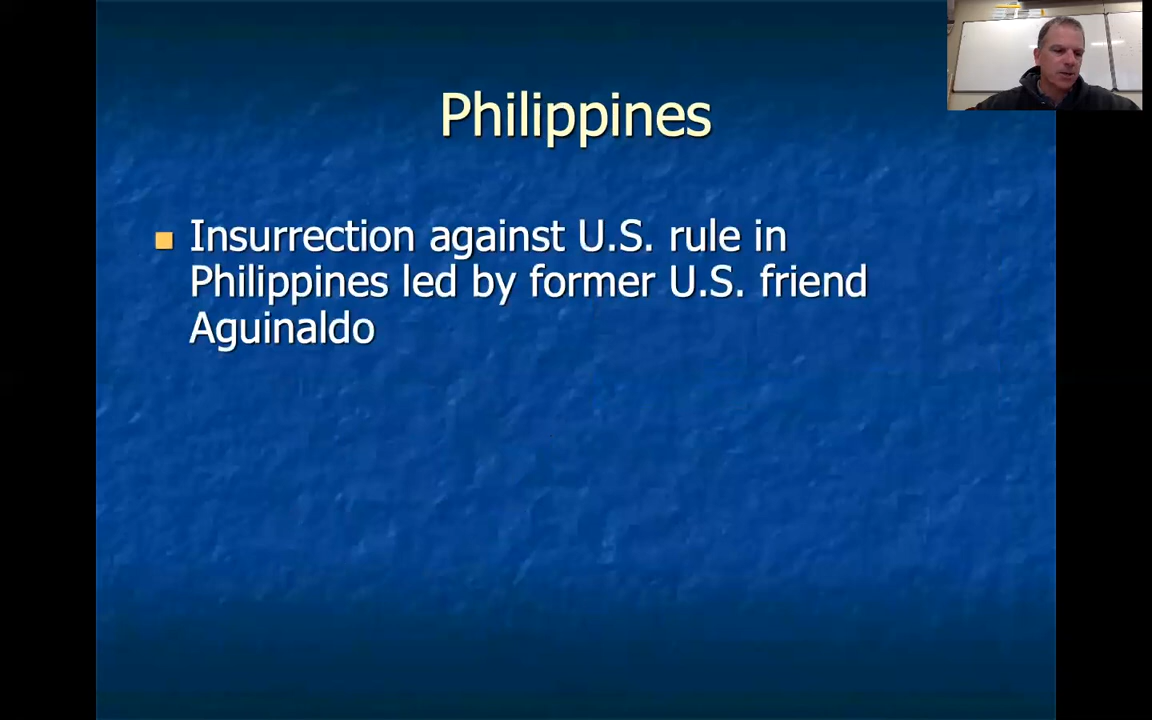 Philippines
Insurrection against U.S. rule in
Philippines led by former U.S. friend
Aguinaldo